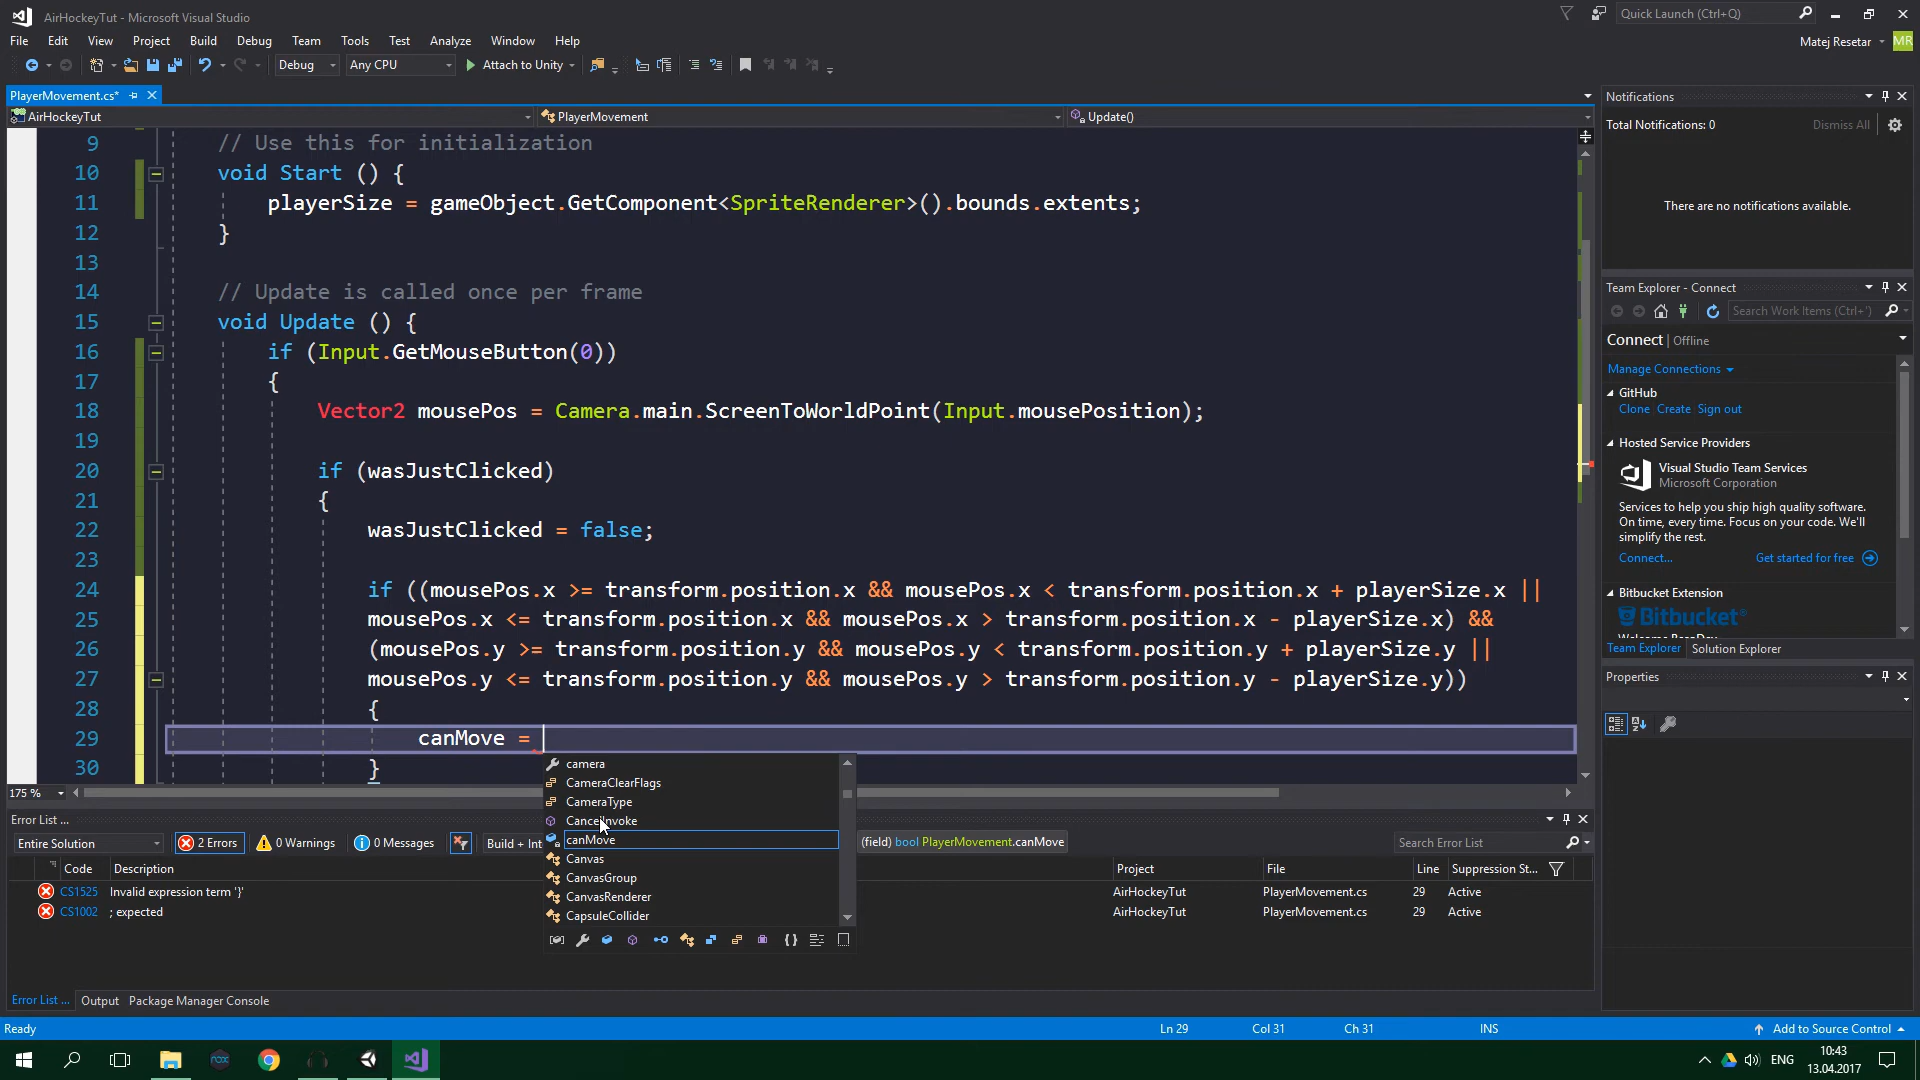 AirHockeyTut - Microsoft Visual Studio
Quick Launch (Ctrl+Q)
File Edit View Project Build Debug Team Tools Test Analyze Window Help
Matej Resetar
MR
Debug
Any CPU
Attach to Unity
PlayerMovement.cs*
AirHockeyTut
PlayerMovement
Update()
9 // Use this for initialization
10 void Start () {
11 playerSize = gameObject.GetComponent<SpriteRenderer>().bounds.extents;
12 }
13
14 // Update is called once per frame
15 void Update () {
16 if (Input.GetMouseButton(0))
17 {
18 Vector2 mousePos = Camera.main.ScreenToWorldPoint(Input.mousePosition);
19
20 if (wasJustClicked)
21 {
22 wasJustClicked = false;
23
24 if ((mousePos.x >= transform.position.x && mousePos.x < transform.position.x + playerSize.x ||
25 mousePos.x <= transform.position.x && mousePos.x > transform.position.x - playerSize.x) &&
26 (mousePos.y >= transform.position.y && mousePos.y < transform.position.y + playerSize.y ||
27 mousePos.y <= transform.position.y && mousePos.y > transform.position.y - playerSize.y))
28 {
29 canMove =
30 }
camera
CameraClearFlags
CameraType
CancelInvoke
canMove
Canvas
CanvasGroup
CanvasRenderer
CapsuleCollider
(field) bool PlayerMovement.canMove
175 %
Error List ...
Entire Solution
2 Errors
0 Warnings
0 Messages
Build + Int
Search Error List
Code Description Project File Line Suppression St...
CS1525 Invalid expression term '}' AirHockeyTut PlayerMovement.cs 29 Active
CS1002 ; expected AirHockeyTut PlayerMovement.cs 29 Active
Error List ... Output Package Manager Console
Notifications
Total Notifications: 0
Dismiss All
There are no notifications available.
Team Explorer - Connect
Search Work Items (Ctrl+')
Connect | Offline
Manage Connections
GitHub
Clone Create Sign out
Hosted Service Providers
Visual Studio Team Services
Microsoft Corporation
Services to help you ship high quality software.
On time, every time. Focus on your code. We'll
simplify the rest.
Connect...
Get started for free
Bitbucket Extension
Bitbucket
Team Explorer Solution Explorer
Properties
Ready
Ln 29
Col 31
Ch 31
INS
Add to Source Control
ENG
10:43
13.04.2017